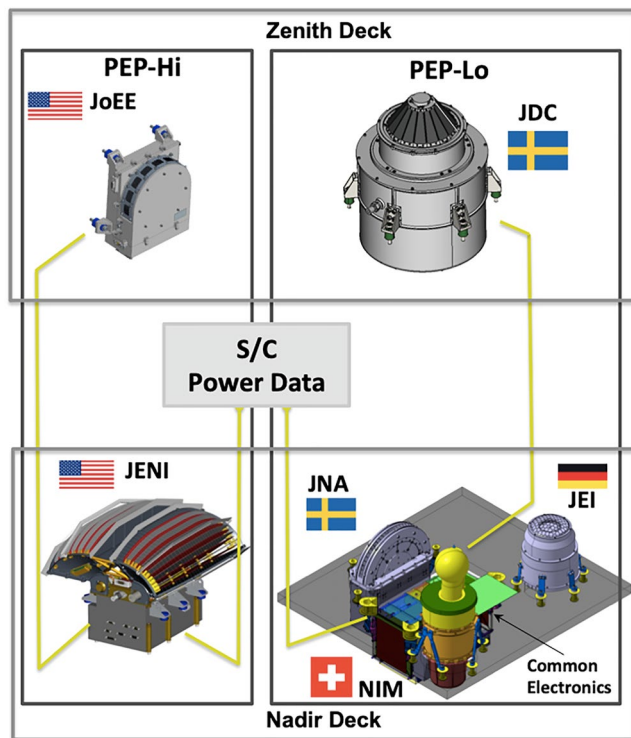 Zenith Deck
PEP-Hi
PEP-Lo
JoEE
JDC
S/C
Power Data
JENI
JNA
JEI
NIM
Common
Electronics
Nadir Deck